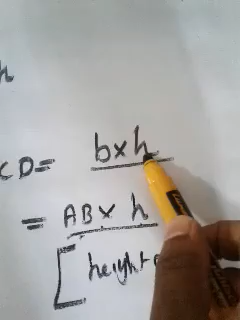 h
CD= b×h
= AB× h
[height